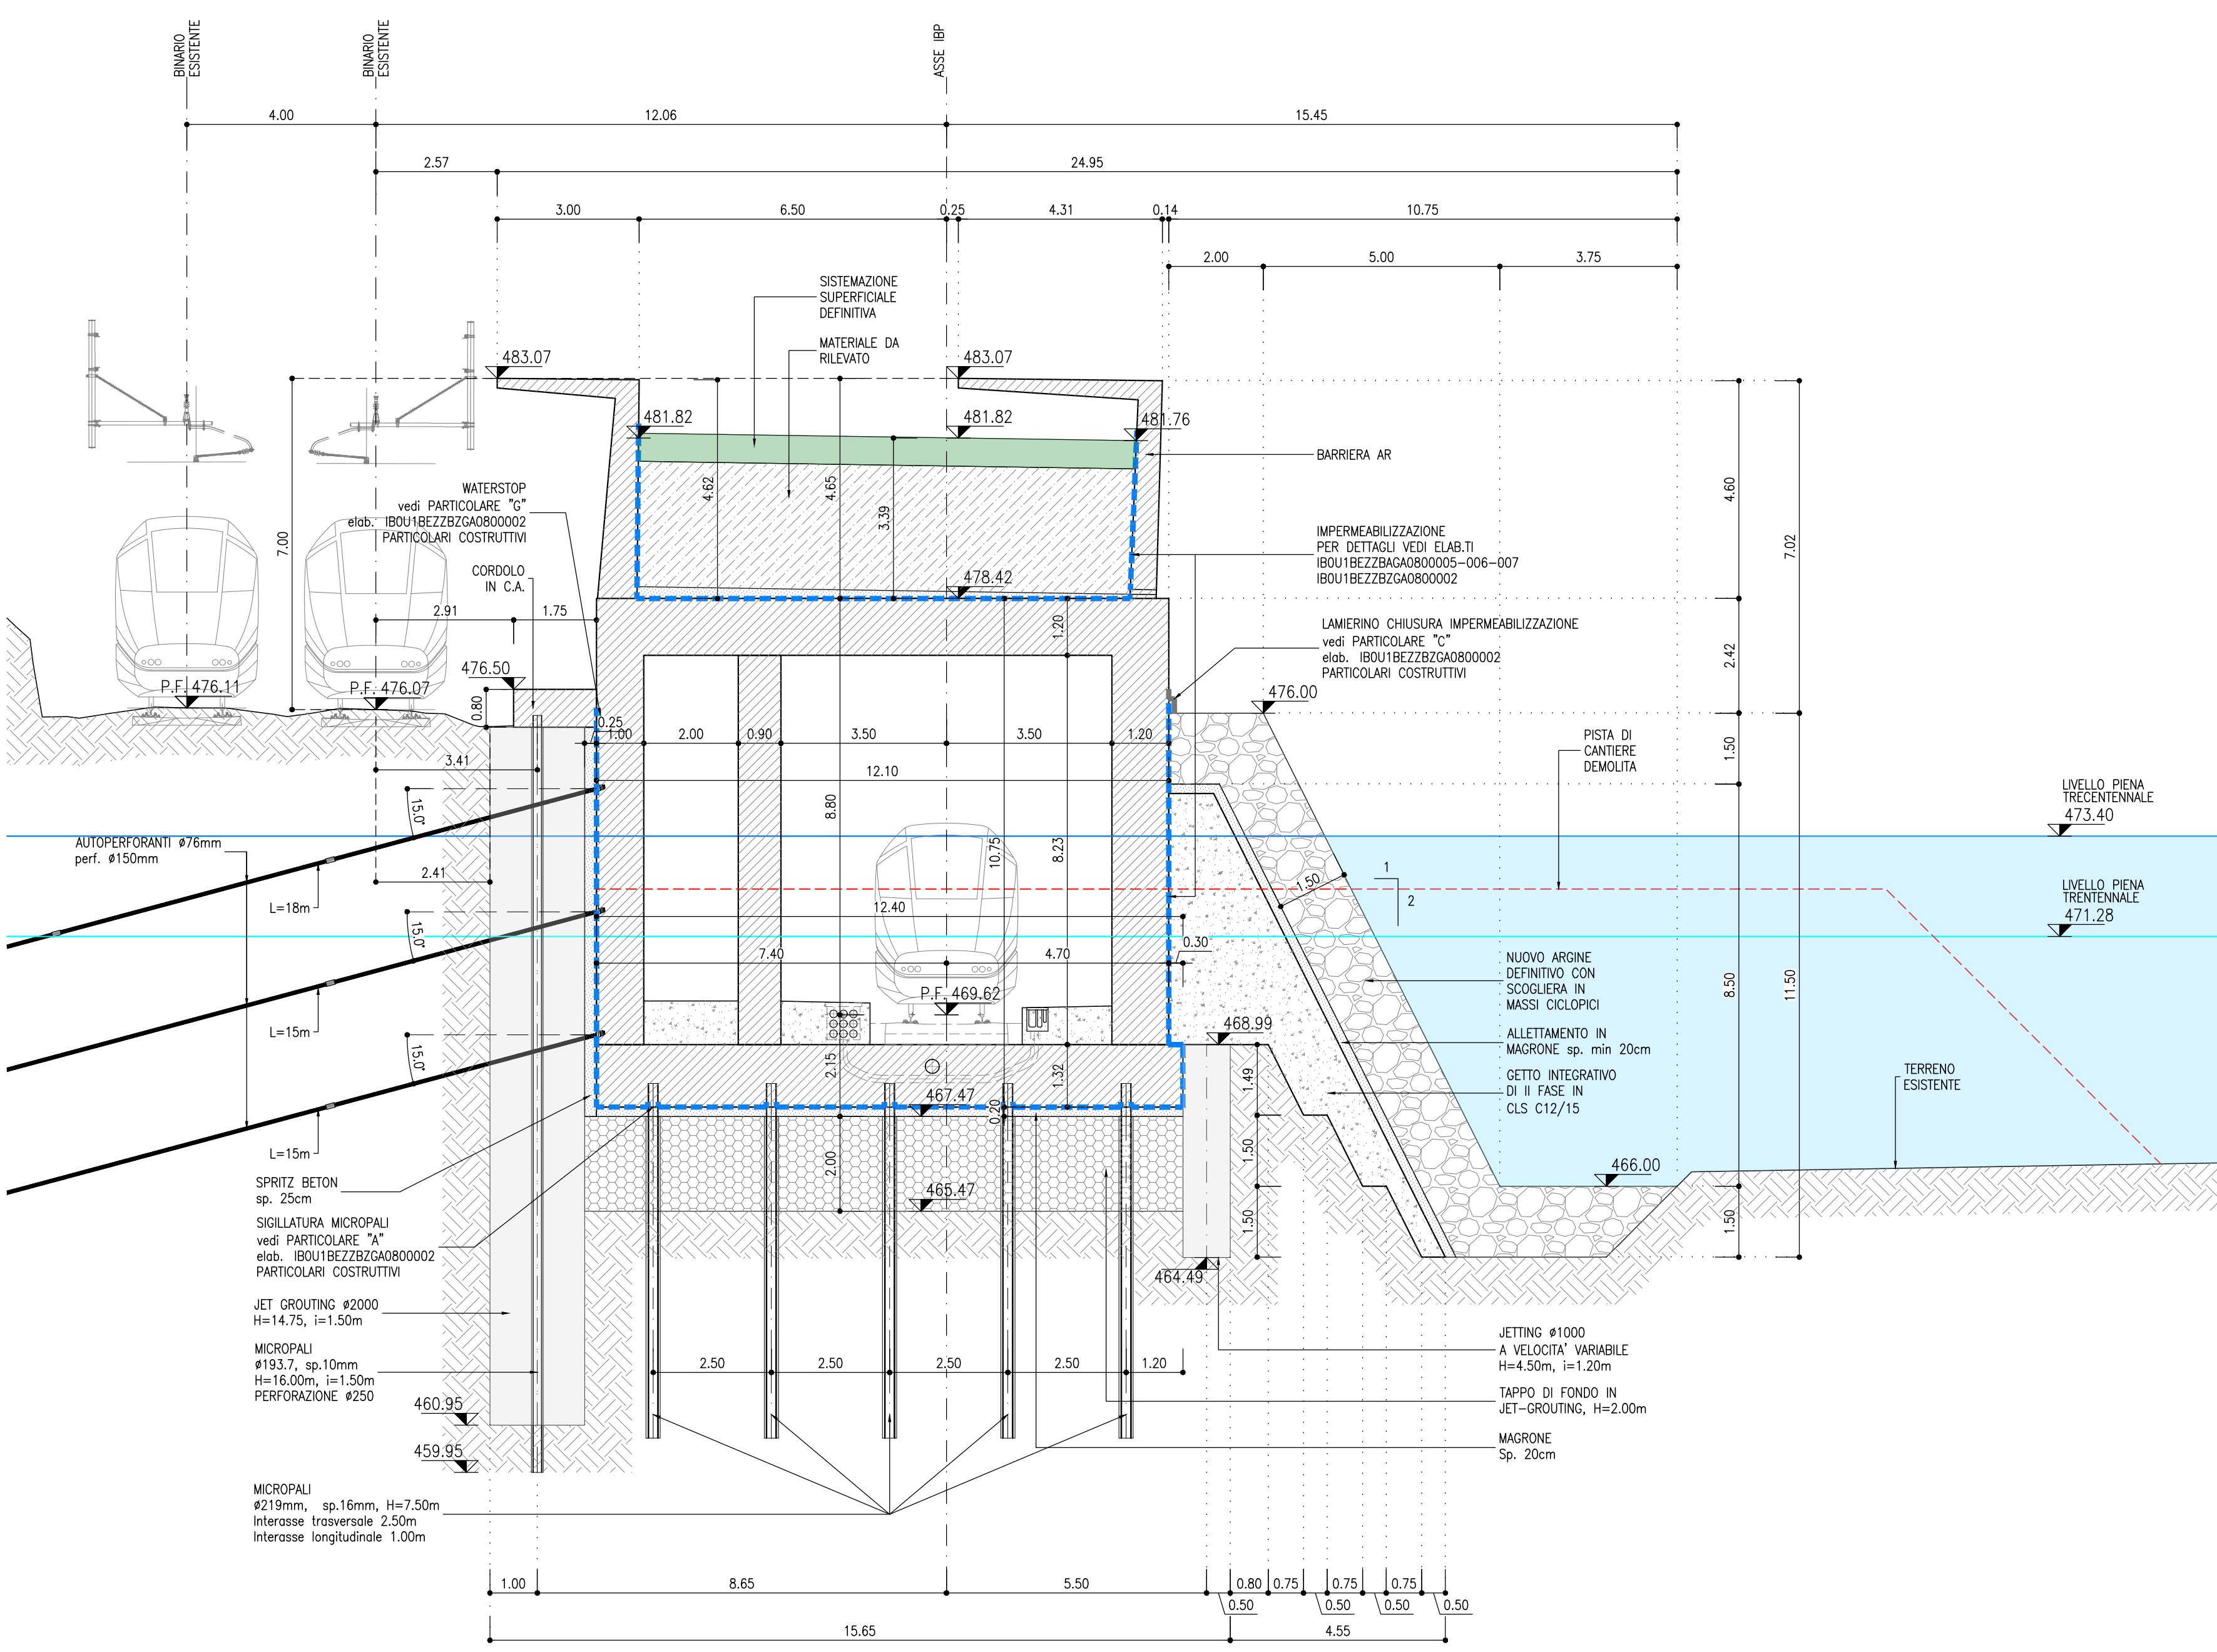 BINARIO
ESISTENTE
BINARIO
ESISTENTE
ASSE IBP
4.00
12.06
15.45
2.57
24.95
3.00
6.50
0.25
4.31
0.14
10.75
2.00
5.00
3.75
SISTEMAZIONE
SUPERFICIALE
DEFINITIVA
MATERIALE DA
RILEVATO
483.07
483.07
481.82
481.82
481.76
BARRIERA AR
WATERSTOP
vedi PARTICOLARE "G"
elab. IB0U1BEZZBZGA0800002
PARTICOLARI COSTRUTTIVI
4.62
4.65
3.39
4.60
7.00
7.02
IMPERMEABILIZZAZIONE
PER DETTAGLI VEDI ELAB.TI
IB0U1BEZZBAGA0800005-006-007
IB0U1BEZZBZGA0800002
CORDOLO
IN C.A.
478.42
2.91
1.75
1.20
LAMIERINO CHIUSURA IMPERMEABILIZZAZIONE
vedi PARTICOLARE "C"
elab. IB0U1BEZZBZGA0800002
PARTICOLARI COSTRUTTIVI
2.42
476.50
P.F. 476.11
P.F. 476.07
476.00
0.80
0.25
1.00
2.00
0.90
3.50
3.50
1.20
1.50
PISTA DI
CANTIERE
DEMOLITA
3.41
12.10
15.0°
8.80
LIVELLO PIENA
TRECENTENNALE
473.40
AUTOPERFORANTI ø76mm
perf. ø150mm
10.75
8.23
2.41
1.50
1
2
L=18m
12.40
LIVELLO PIENA
TRENTENNALE
471.28
15.0°
0.30
7.40
4.70
NUOVO ARGINE
DEFINITIVO CON
SCOGLIERA IN
MASSI CICLOPICI
8.50
11.50
P.F. 469.62
L=15m
468.99
ALLETTAMENTO IN
MAGRONE sp. min 20cm
15.0°
2.15
1.32
1.49
GETTO INTEGRATIVO
DI II FASE IN
CLS C12/15
TERRENO
ESISTENTE
467.47
0.20
L=15m
2.00
1.50
466.00
SPRITZ BETON
sp. 25cm
465.47
1.50
1.50
SIGILLATURA MICROPALI
vedi PARTICOLARE "A"
elab. IB0U1BEZZBZGA0800002
PARTICOLARI COSTRUTTIVI
464.49
JET GROUTING ø2000
H=14.75, i=1.50m
JETTING ø1000
A VELOCITA' VARIABILE
H=4.50m, i=1.20m
MICROPALI
ø193.7, sp.10mm
H=16.00m, i=1.50m
PERFORAZIONE ø250
2.50
2.50
2.50
2.50
1.20
TAPPO DI FONDO IN
JET-GROUTING, H=2.00m
460.95
MAGRONE
Sp. 20cm
459.95
MICROPALI
ø219mm, sp.16mm, H=7.50m
Interasse trasversale 2.50m
Interasse longitudinale 1.00m
1.00
8.65
5.50
0.80
0.75
0.75
0.75
0.50
0.50
0.50
0.50
15.65
4.55